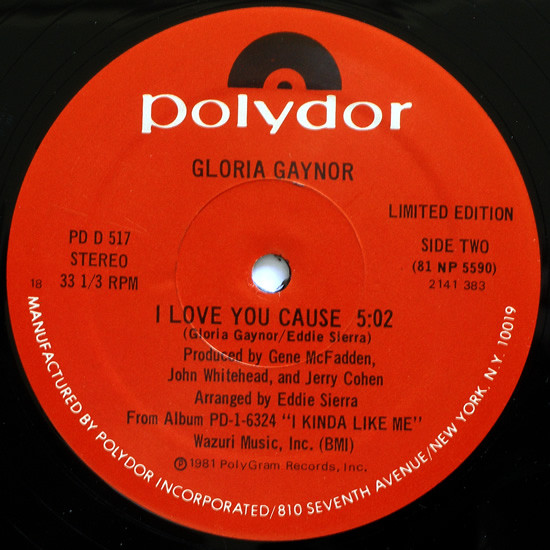 polydor
GLORIA GAYNOR
LIMITED EDITION
PD D 517
STEREO
18 33 1/3 RPM
SIDE TWO
(81 NP 5590)
2141 383
I LOVE YOU CAUSE 5:02
(Gloria Gaynor/Eddie Sierra)
Produced by Gene McFadden,
John Whitehead, and Jerry Cohen
Arranged by Eddie Sierra
From Album PD-1-6324 "I KINDA LIKE ME"
Wazuri Music, Inc. (BMI)
℗1981 PolyGram Records, Inc.
MANUFACTURED BY POLYDOR INCORPORATED/810 SEVENTH AVENUE/NEW YORK, N.Y. 10019